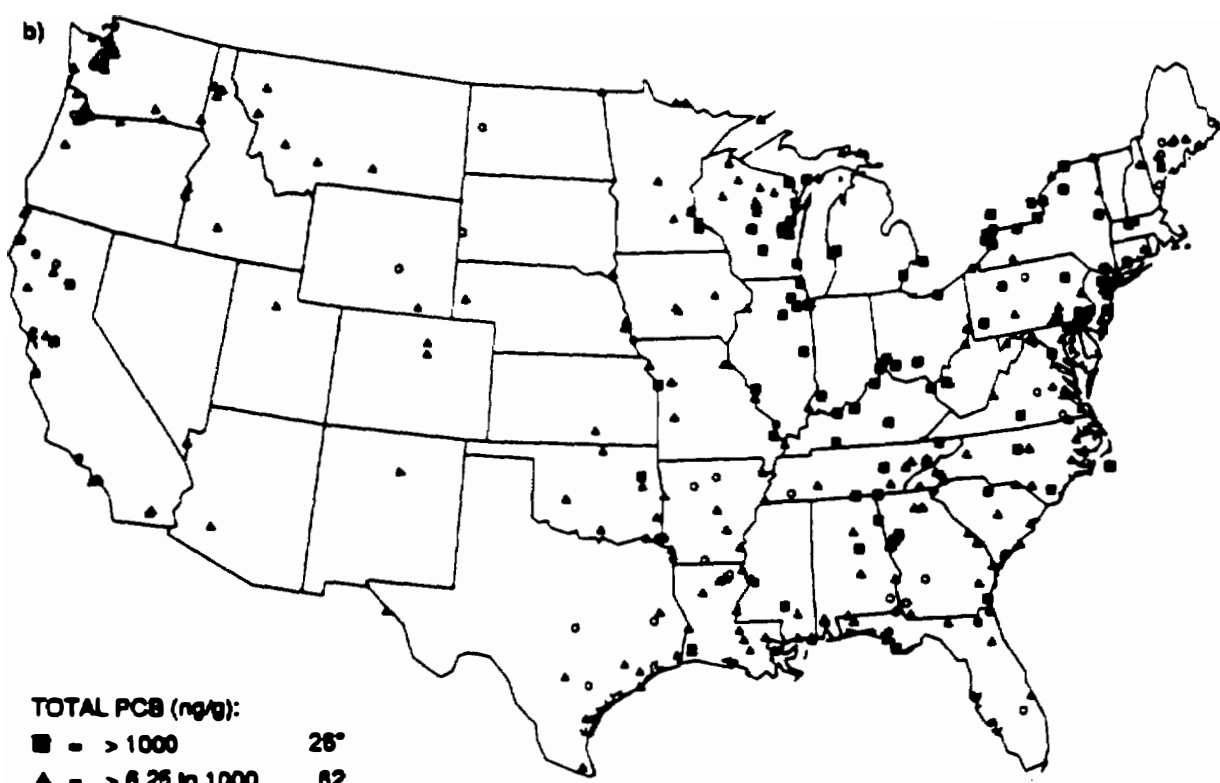 b)
TOTAL PCB (ng/g):
■ = > 1000 26*
▲ = > 6.25 to 1000 62